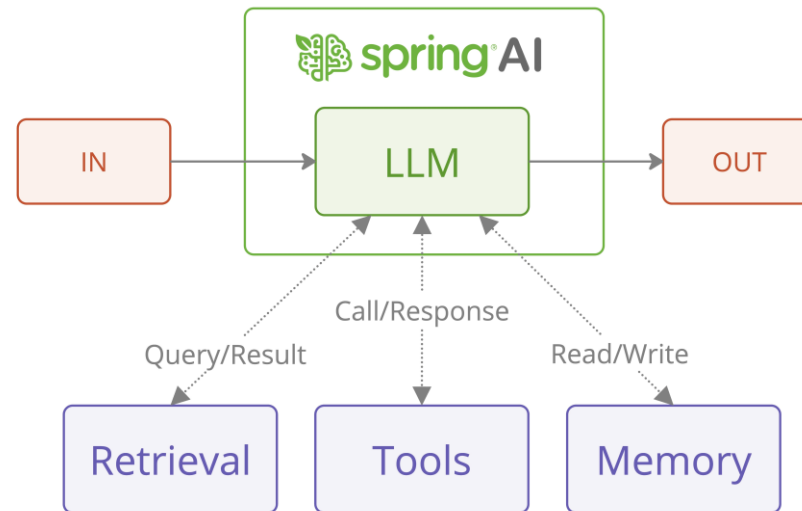 spring AI
IN
LLM
OUT
Call/Response
Query/Result
Read/Write
Retrieval
Tools
Memory